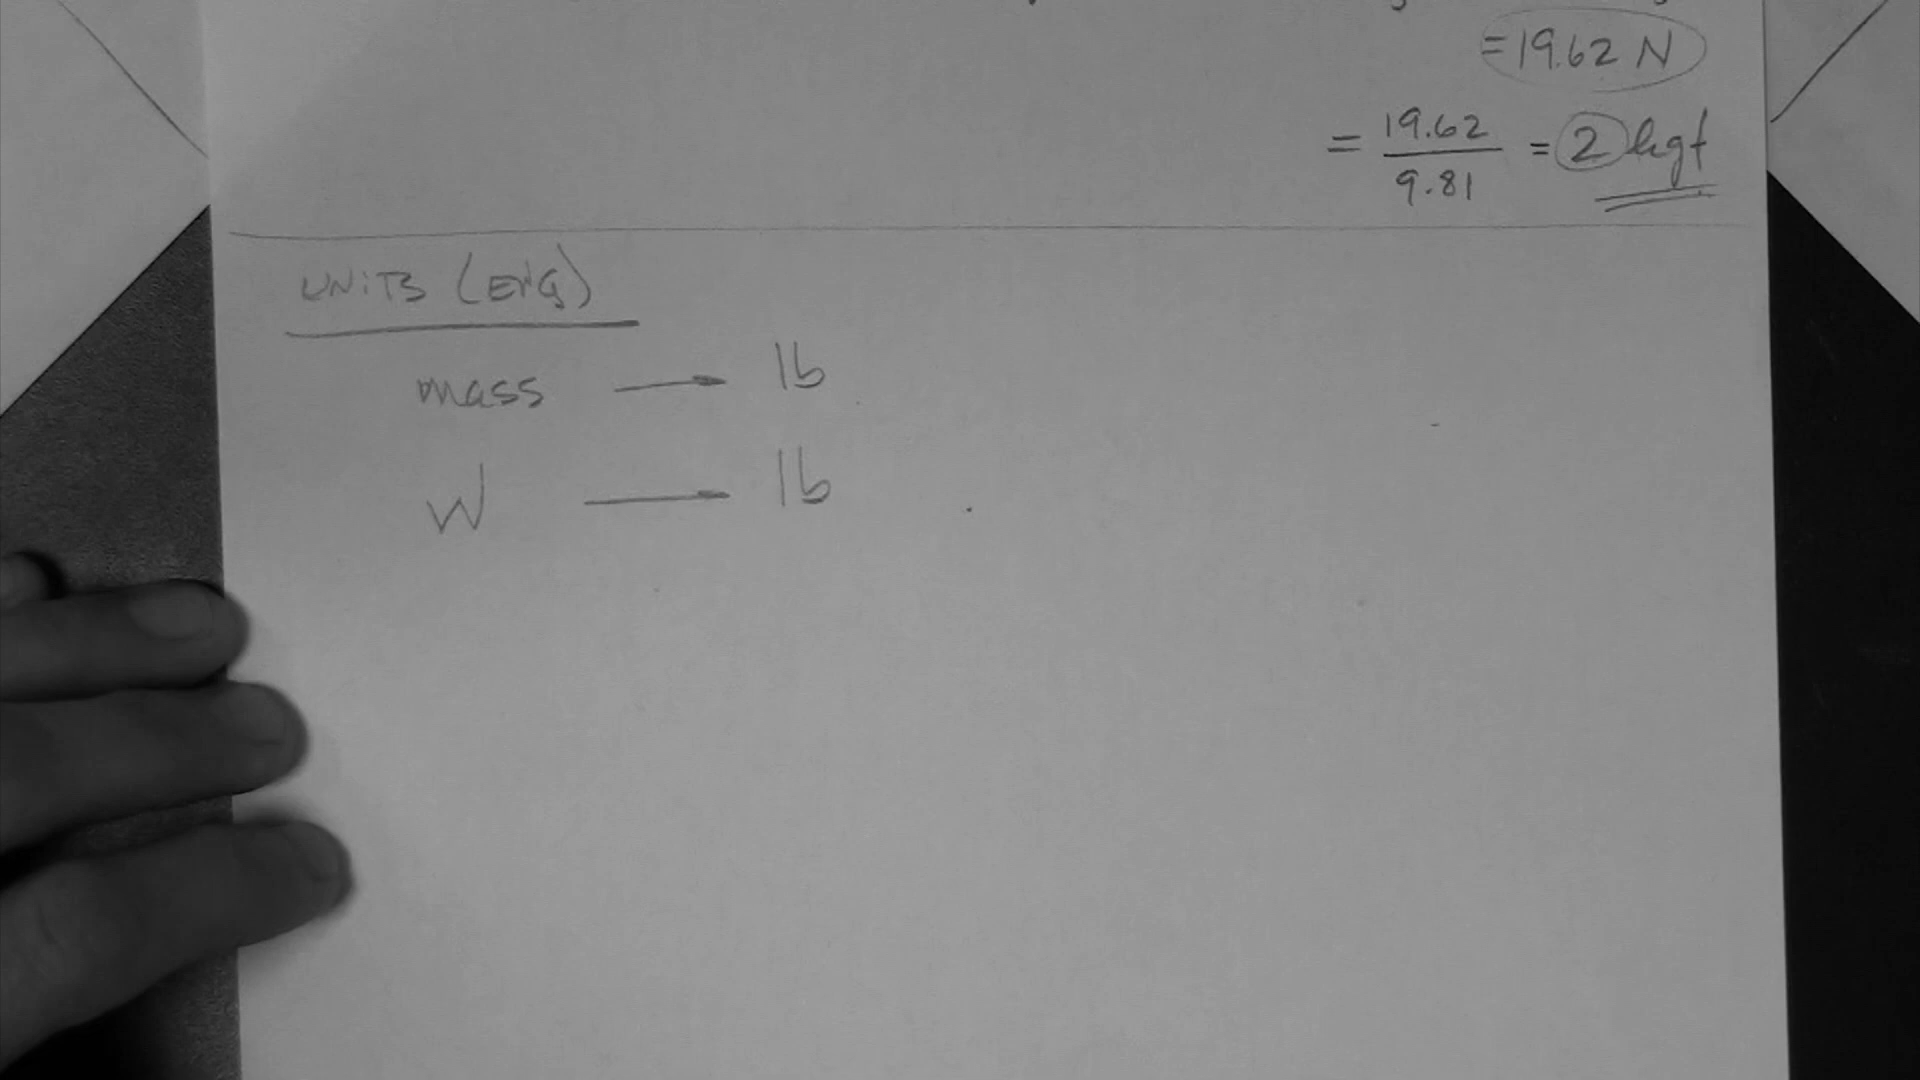 =19.62 N
= 19.62 / 9.81 = 2 kgf
UNITS (ENG)
mass → lb
W → lb